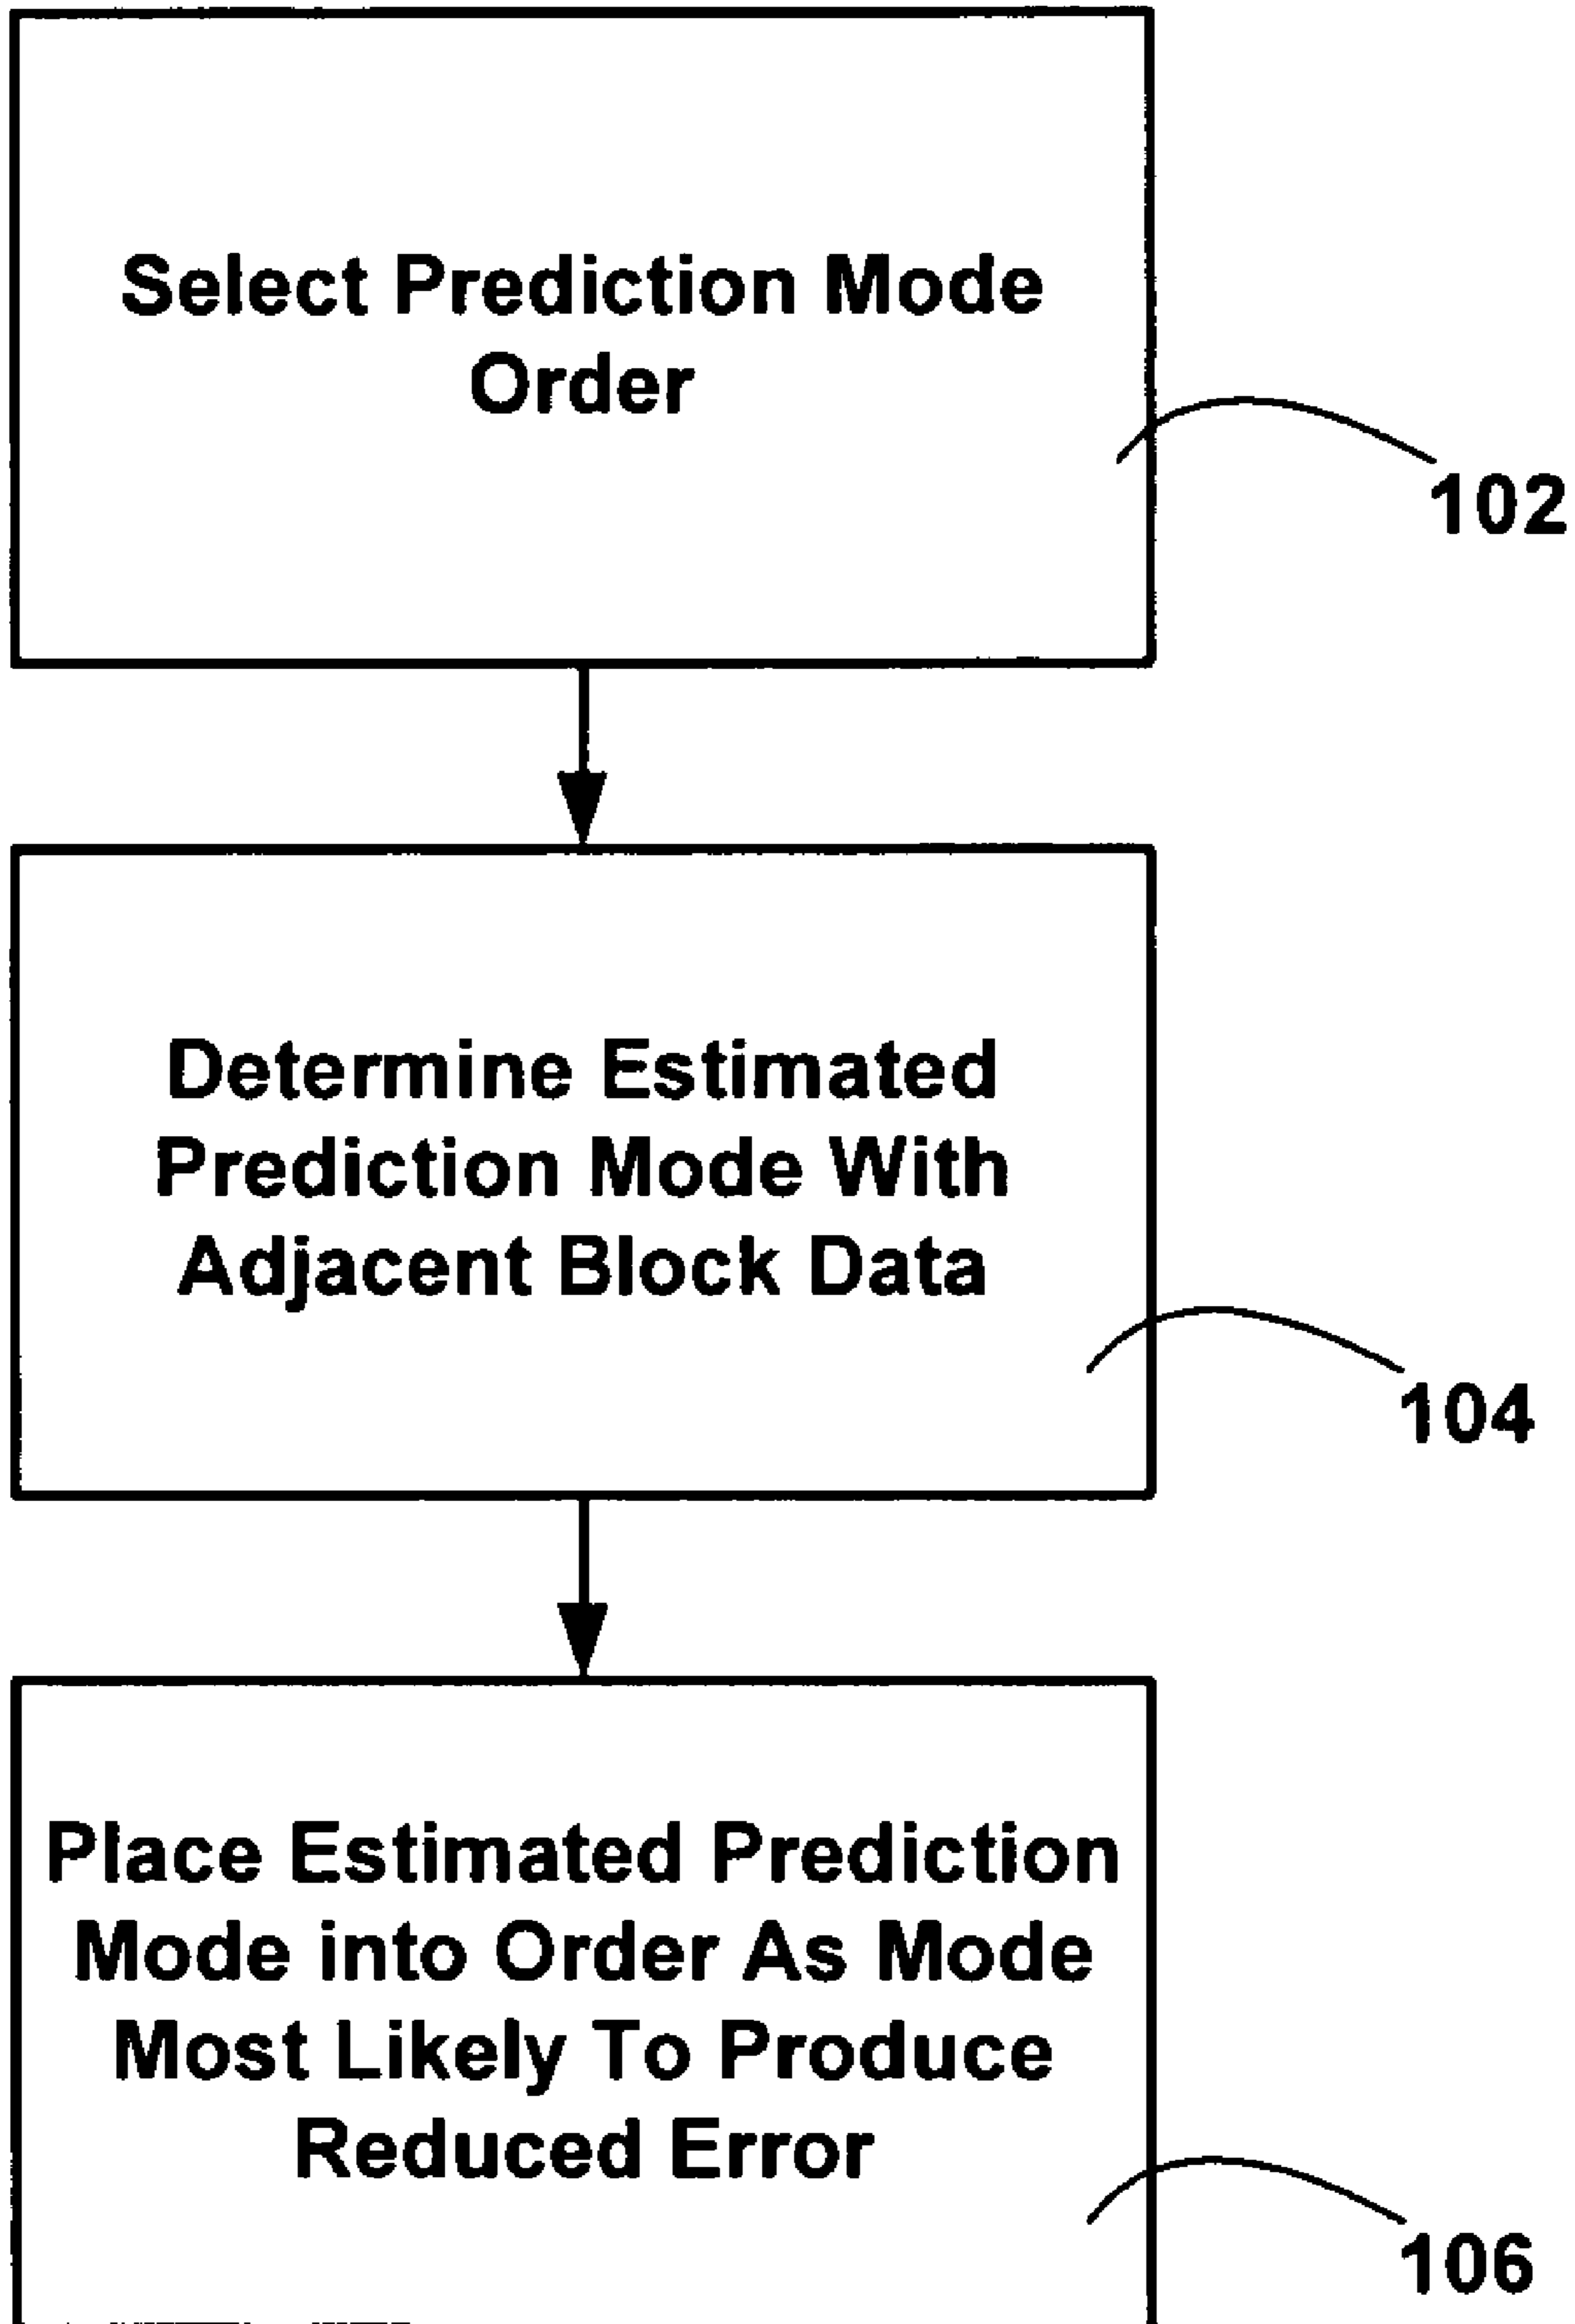 Select Prediction Mode
Order
102
Determine Estimated
Prediction Mode With
Adjacent Block Data
104
Place Estimated Prediction
Mode into Order As Mode
Most Likely To Produce
Reduced Error
106